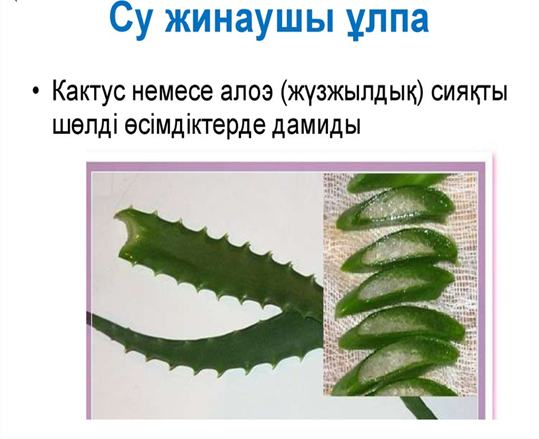 Су жинаушы ұлпа
• Кактус немесе алоэ (жүзжылдық) сияқты
шөлді өсімдіктерде дамиды